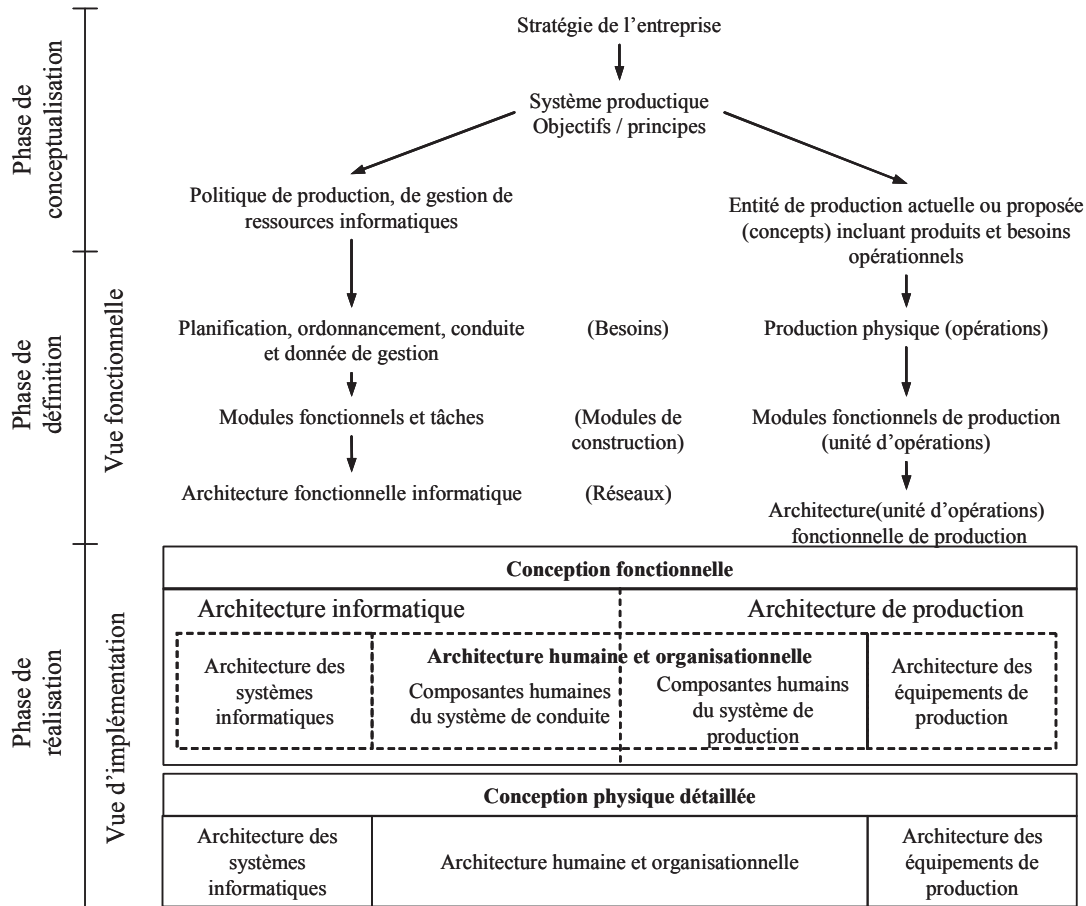 Stratégie de l'entreprise
Système productique
Objectifs / principes
Phase de
conceptualisation
Politique de production, de gestion de
ressources informatiques
Entité de production actuelle ou proposée
(concepts) incluant produits et besoins
opérationnels
Phase de
définition
Vue fonctionnelle
Planification, ordonnancement, conduite
et donnée de gestion
(Besoins)
Production physique (opérations)
Modules fonctionnels et tâches
(Modules de
construction)
Modules fonctionnels de production
(unité d'opérations)
Architecture fonctionnelle informatique
(Réseaux)
Architecture(unité d'opérations)
fonctionnelle de production
Phase de
réalisation
Vue d'implémentation
Conception fonctionnelle
Architecture informatique
Architecture de production
Architecture des
systèmes
informatiques
Architecture humaine et organisationnelle
Composantes humaines
du système de conduite
Composantes humains
du système de
production
Architecture des
équipements de
production
Conception physique détaillée
Architecture des
systèmes
informatiques
Architecture humaine et organisationnelle
Architecture des
équipements de
production